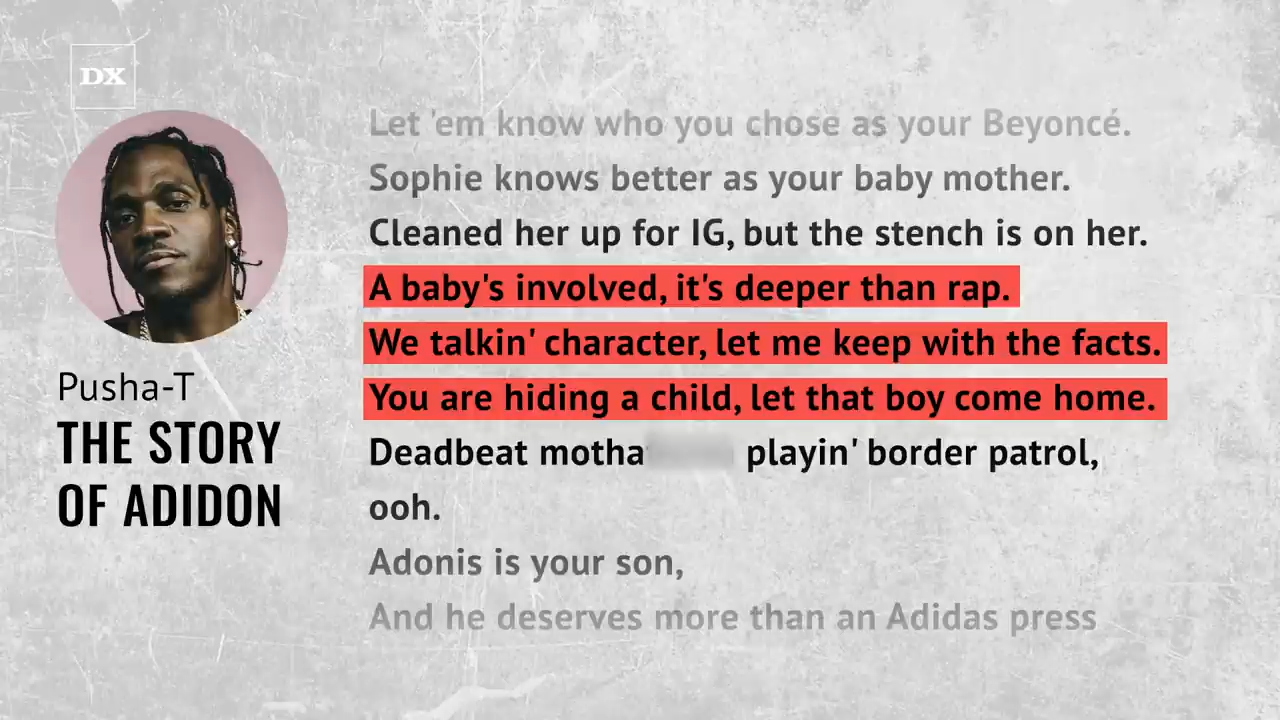 DX
Pusha-T
THE STORY
OF ADIDON
Let 'em know who you chose as your Beyoncé.
Sophie knows better as your baby mother.
Cleaned her up for IG, but the stench is on her.
A baby's involved, it's deeper than rap.
We talkin' character, let me keep with the facts.
You are hiding a child, let that boy come home.
Deadbeat motha playin' border patrol,
ooh.
Adonis is your son,
And he deserves more than an Adidas press